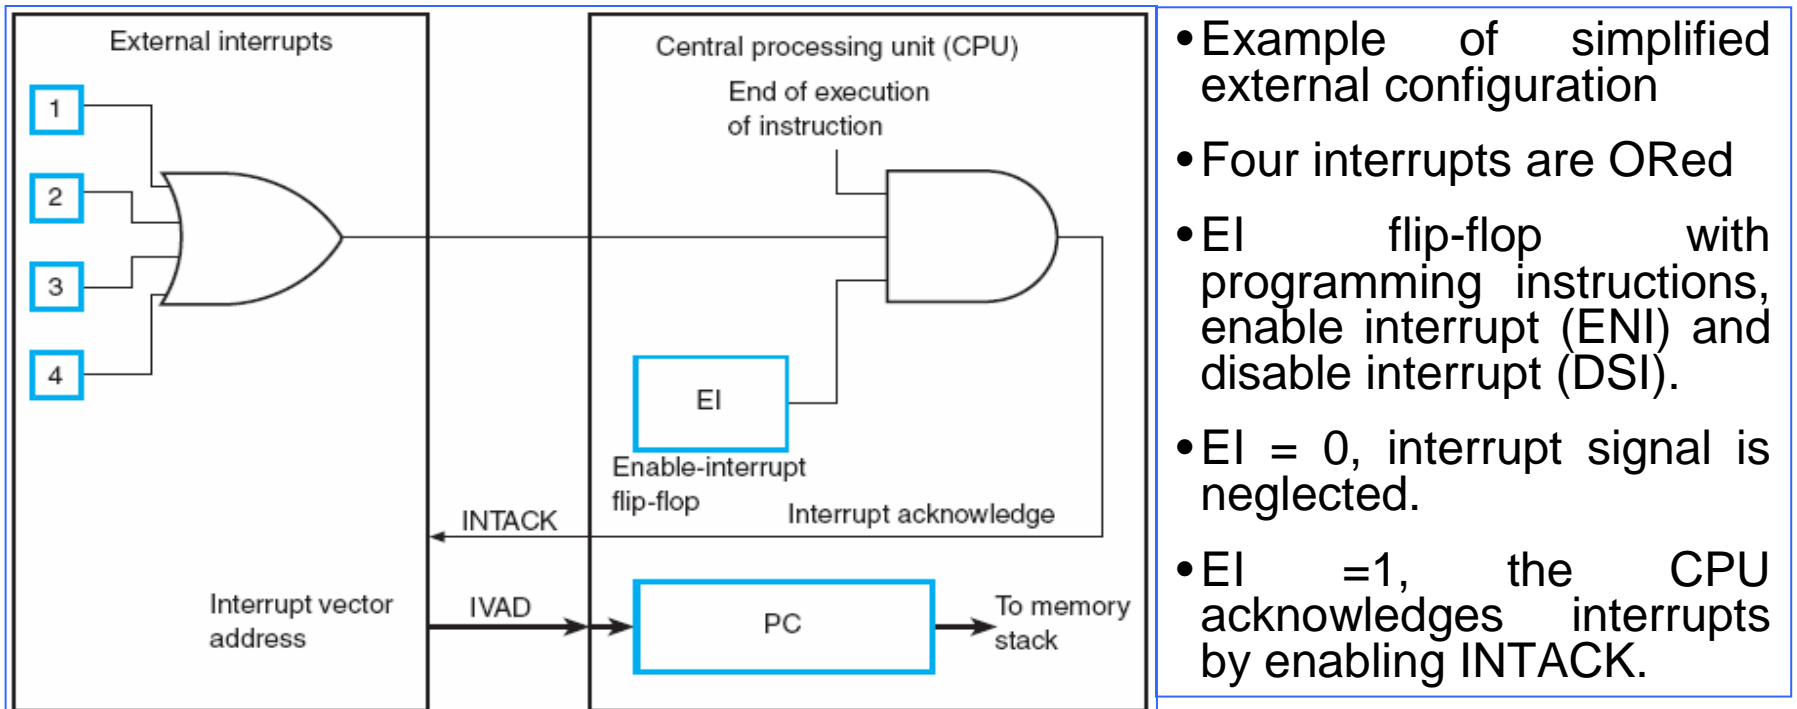 External interrupts
1
2
3
4
Central processing unit (CPU)
End of execution
of instruction
EI
Enable-interrupt
flip-flop
INTACK
Interrupt acknowledge
Interrupt vector
address
IVAD
PC
To memory
stack
•Example of simplified
external configuration
•Four interrupts are ORed
•EI flip-flop with
programming instructions,
enable interrupt (ENI) and
disable interrupt (DSI).
•EI = 0, interrupt signal is
neglected.
•EI =1, the CPU
acknowledges interrupts
by enabling INTACK.